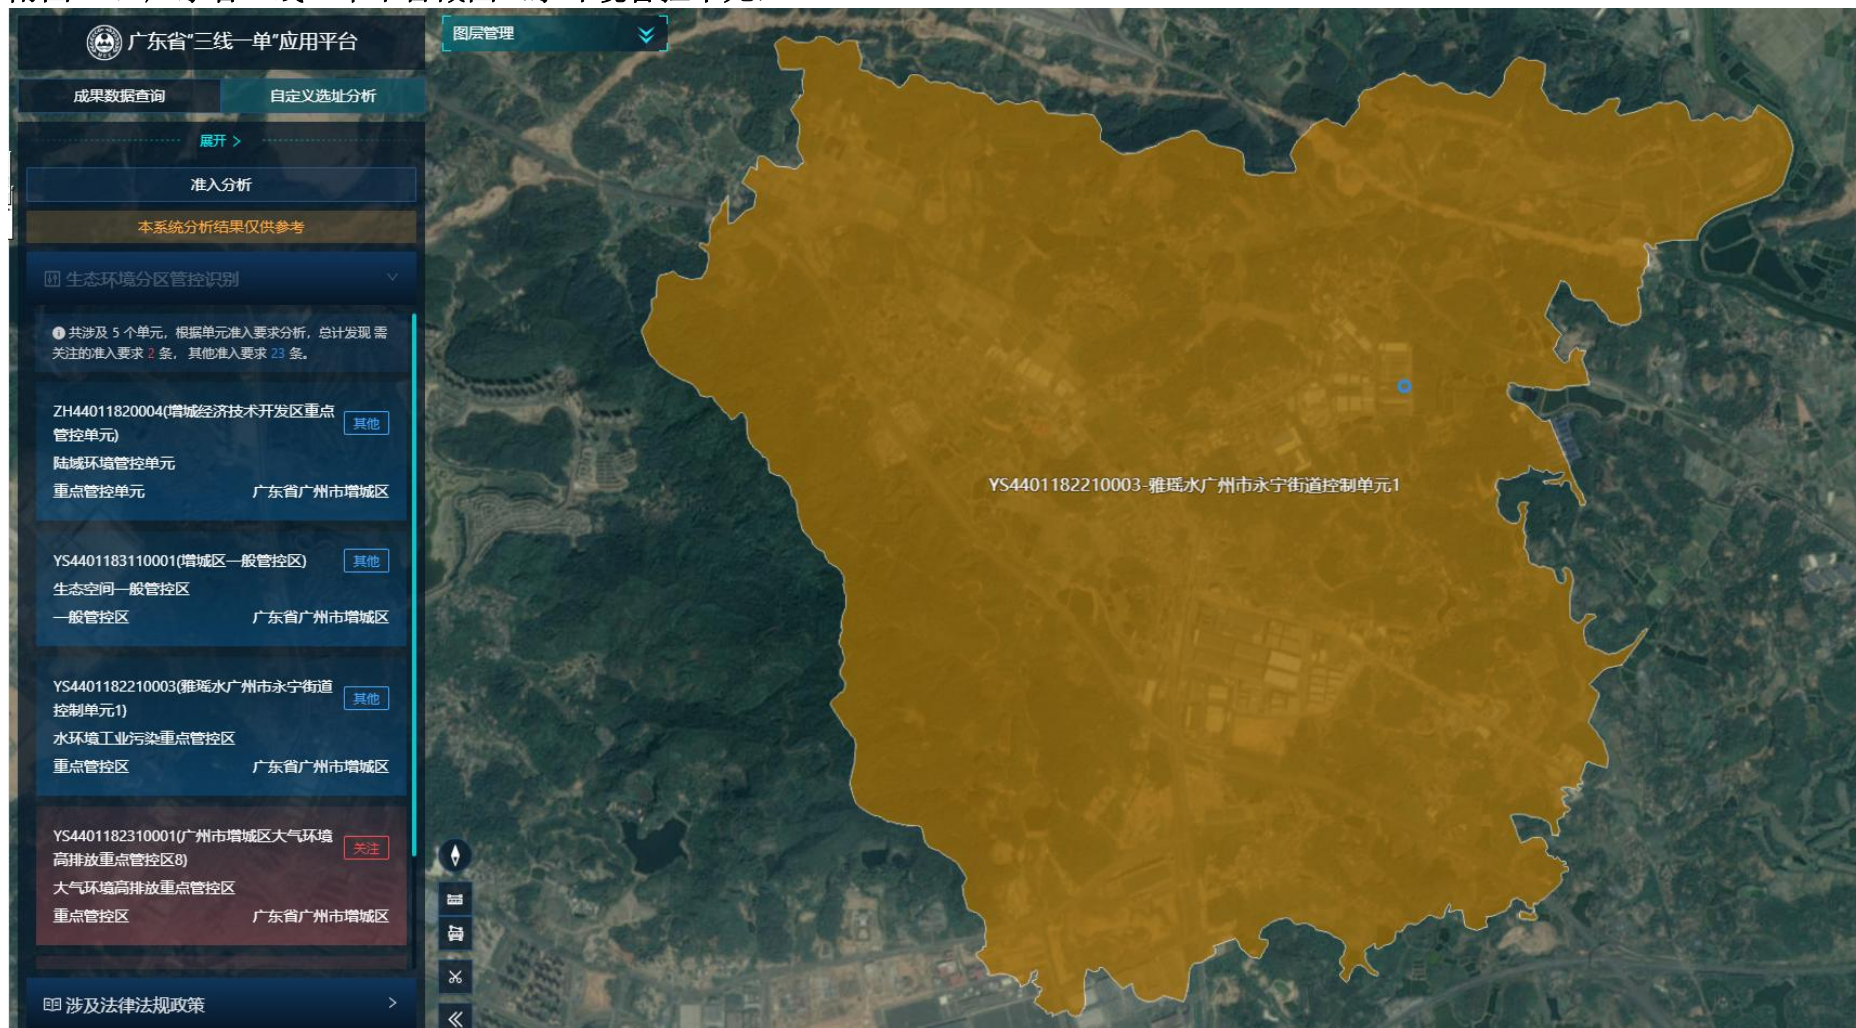 广东省“三线一单”应用平台
图层管理
成果数据查询
自定义选址分析
展开 >
准入分析
本系统分析结果仅供参考
生态环境分区管控识别
共涉及 5 个单元，根据单元准入要求分析，总计发现 需
关注的准入要求 2 条， 其他准入要求 23 条。
ZH44011820004(增城经济技术开发区重点
管控单元)
其他
陆域环境管控单元
重点管控单元
广东省广州市增城区
YS4401183110001(增城区一般管控区)
其他
生态空间一般管控区
一般管控区
广东省广州市增城区
YS4401182210003(雅瑶水广州市永宁街道
控制单元1)
其他
水环境工业污染重点管控区
重点管控区
广东省广州市增城区
YS4401182310001(广州市增城区大气环境
高排放重点管控区8)
关注
大气环境高排放重点管控区
重点管控区
广东省广州市增城区
涉及法律法规政策
YS4401182210003-雅瑶水广州市永宁街道控制单元1